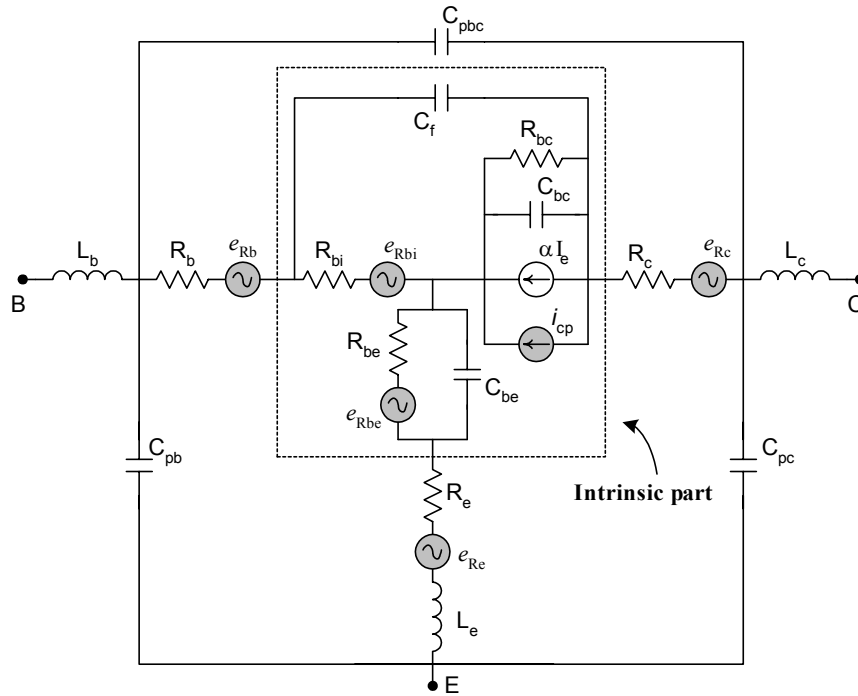 C_pbc
C_f
R_bc
C_bc
L_b
R_b
e_Rb
R_bi
e_Rbi
αI_e
R_c
e_Rc
L_c
B
C
i_cp
R_be
C_be
e_Rbe
C_pb
C_pc
R_e
Intrinsic part
e_Re
L_e
E